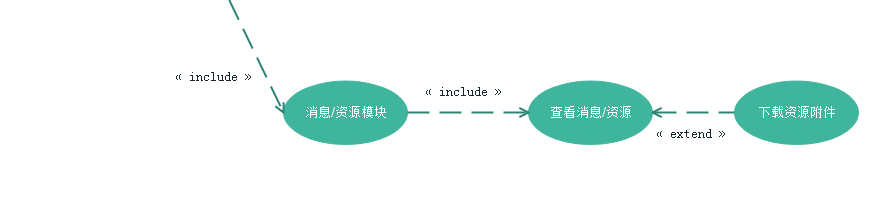 « include »
« include »
消息/资源模块
查看消息/资源
下载资源附件
« extend »